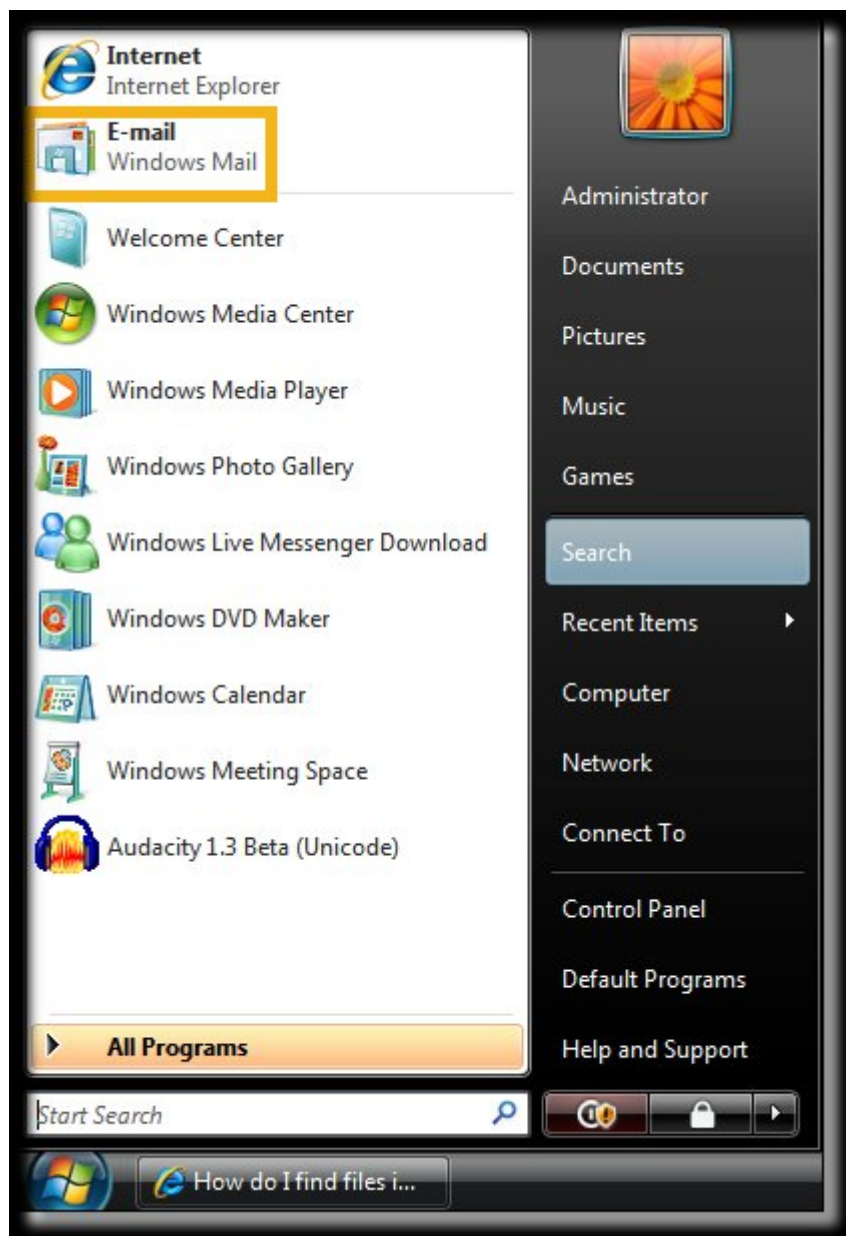 Internet
Internet Explorer
E-mail
Windows Mail
Welcome Center
Windows Media Center
Windows Media Player
Windows Photo Gallery
Windows Live Messenger Download
Windows DVD Maker
Windows Calendar
Windows Meeting Space
Audacity 1.3 Beta (Unicode)
All Programs
Start Search
Administrator
Documents
Pictures
Music
Games
Search
Recent Items
Computer
Network
Connect To
Control Panel
Default Programs
Help and Support
How do I find files i...